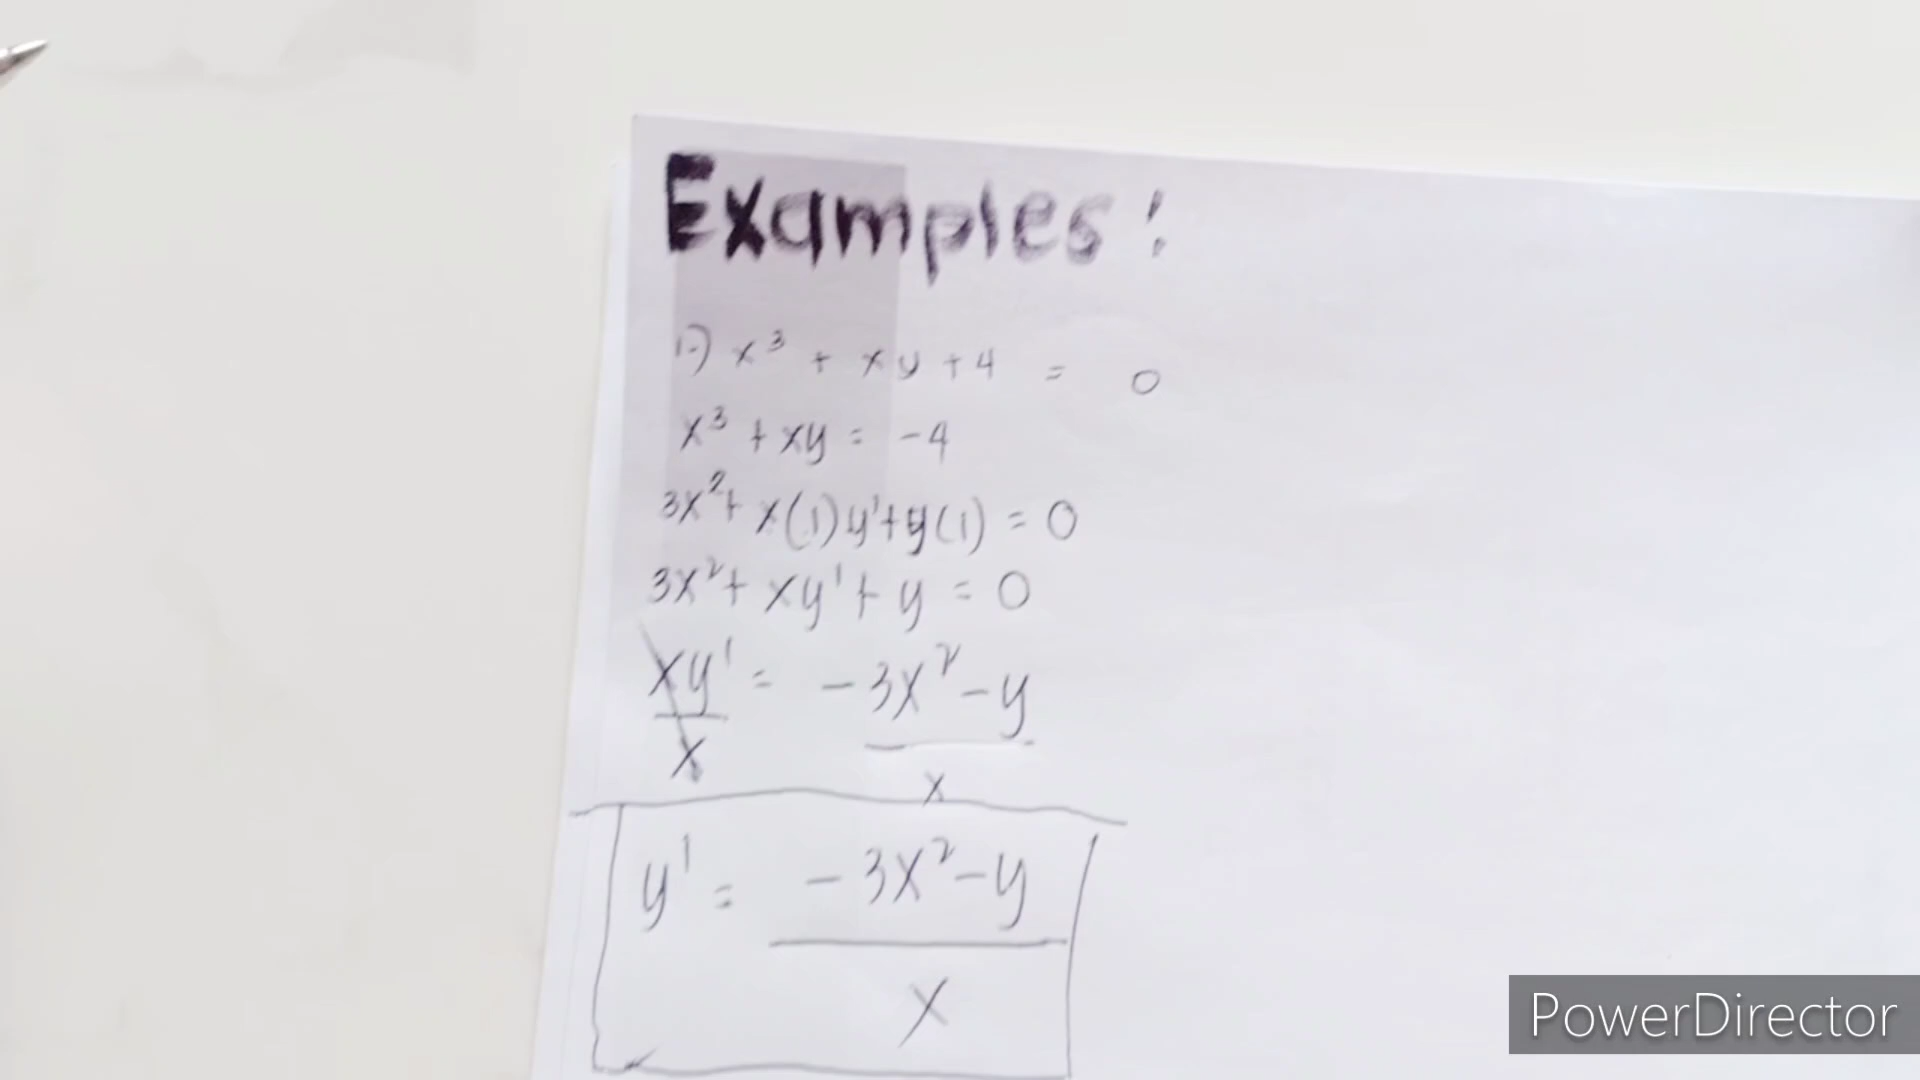 Examples:
1.) x³ + xy + 4 = 0
x³ + xy = -4
3x² + x(1)y' + y(1) = 0
3x² + xy' + y = 0
xy'/x = -3x² - y/x
y' = -3x² - y/x
PowerDirector